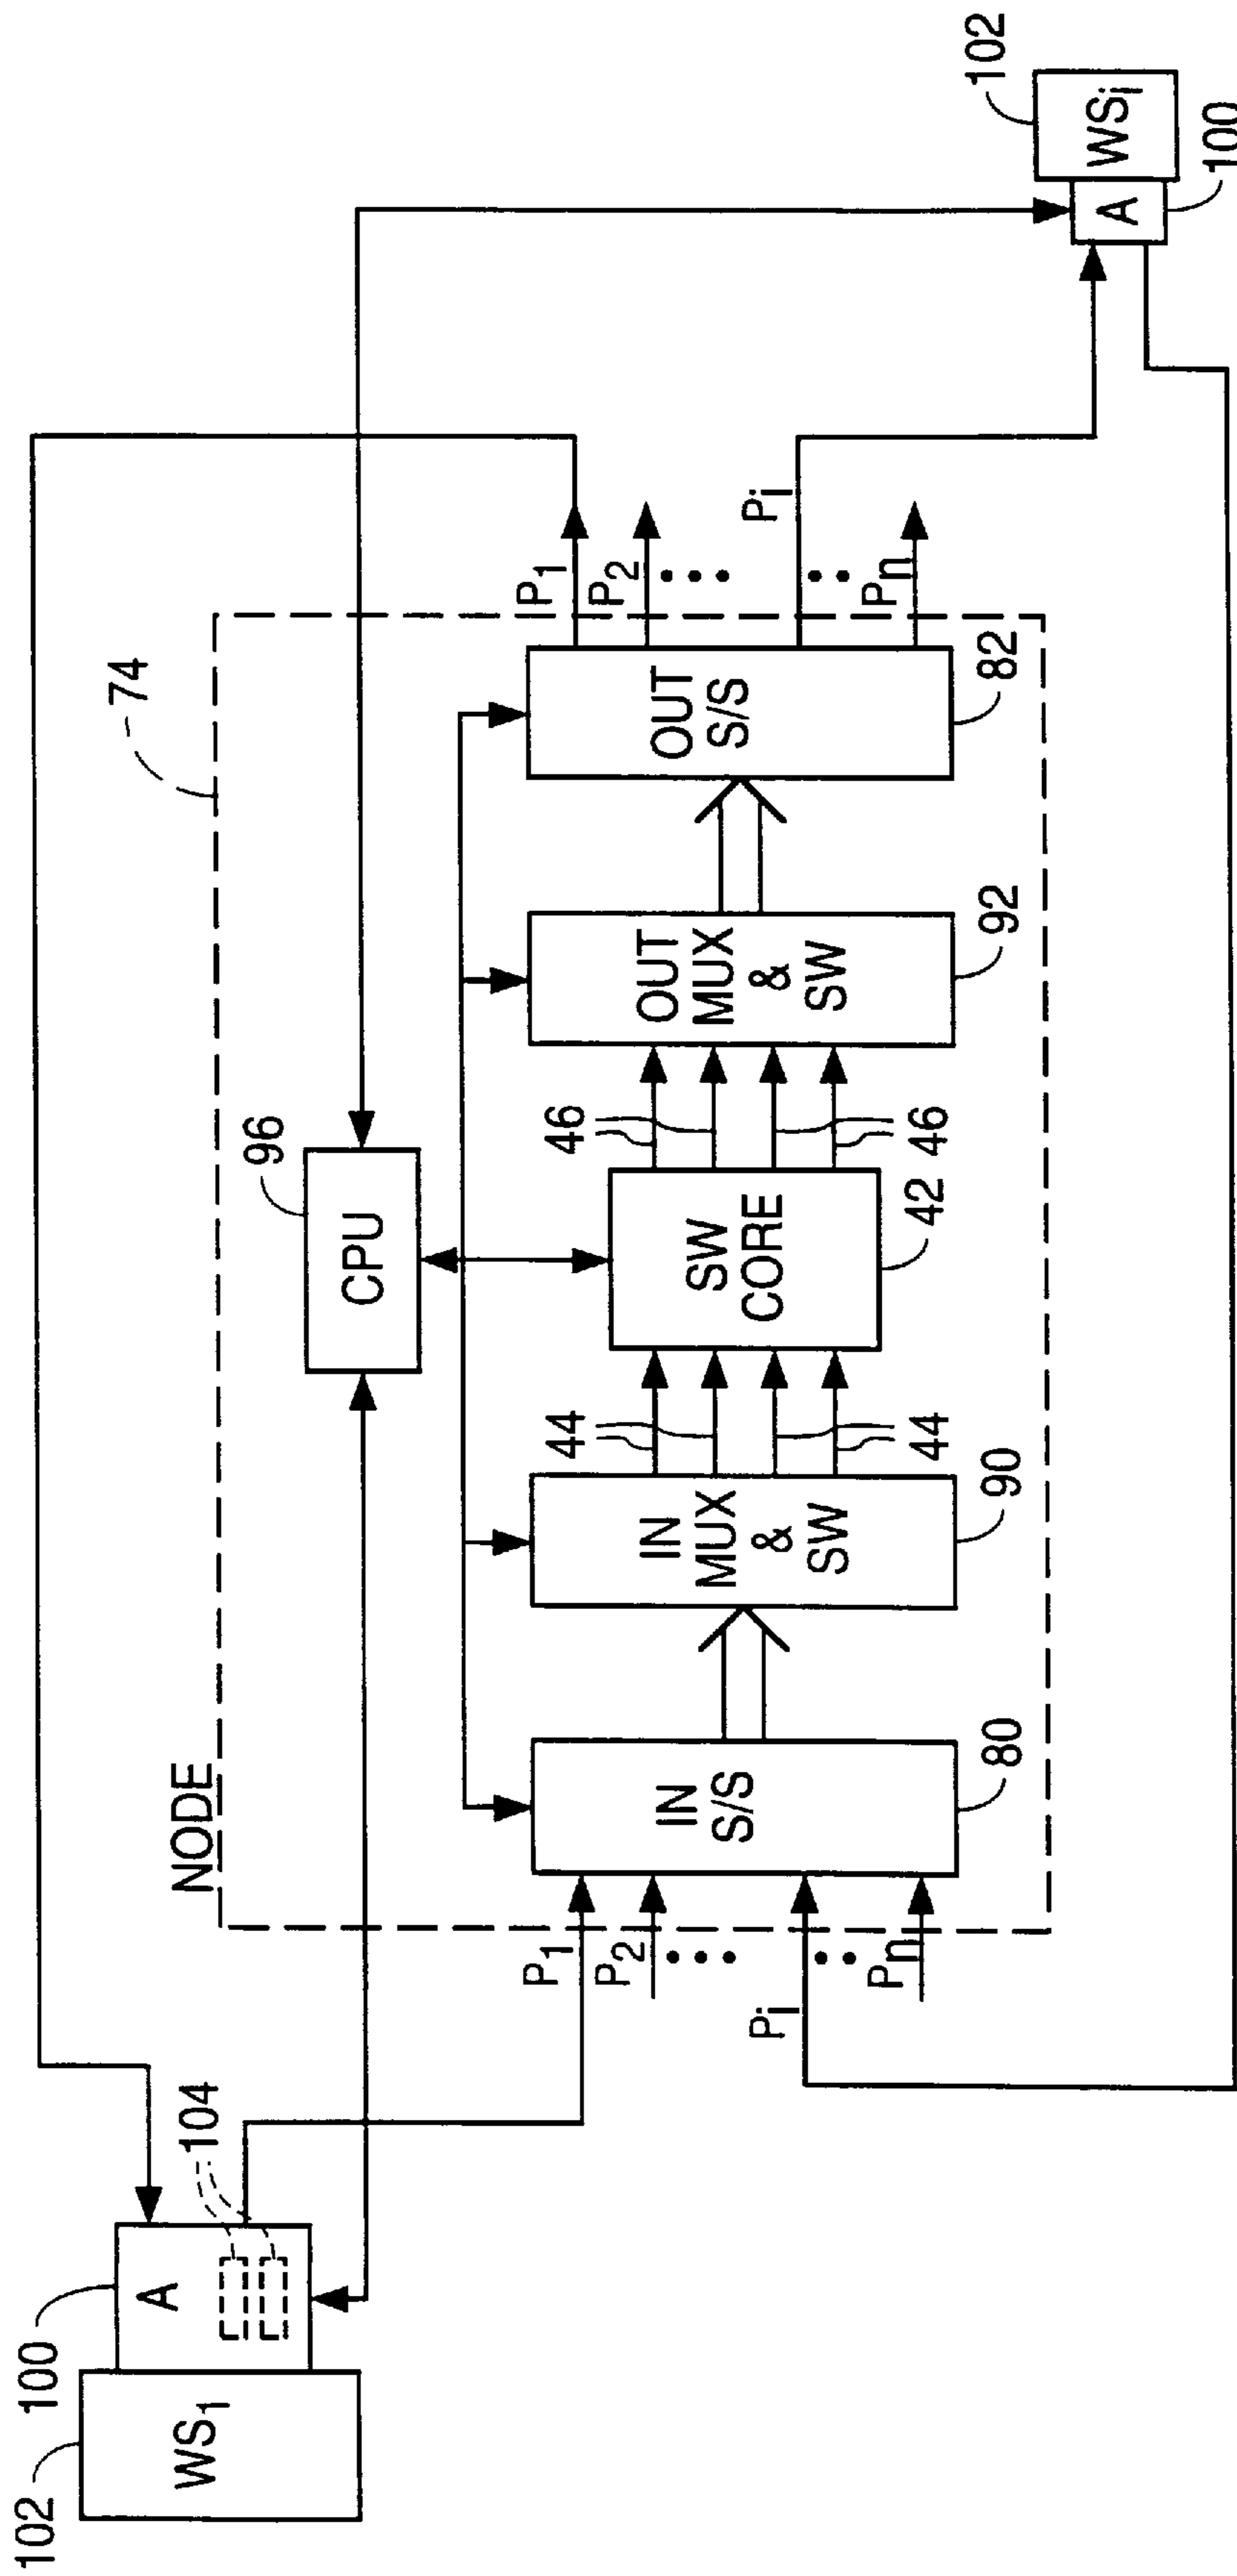 102
100
WS1
A
104
NODE
74
96
CPU
P1
P2
Pi
Pn
IN
S/S
80
IN
MUX
&
SW
90
44
44
SW
CORE
42
46
46
OUT
MUX
&
SW
92
OUT
S/S
82
P1
P2
Pi
Pn
102
WSi
A
100